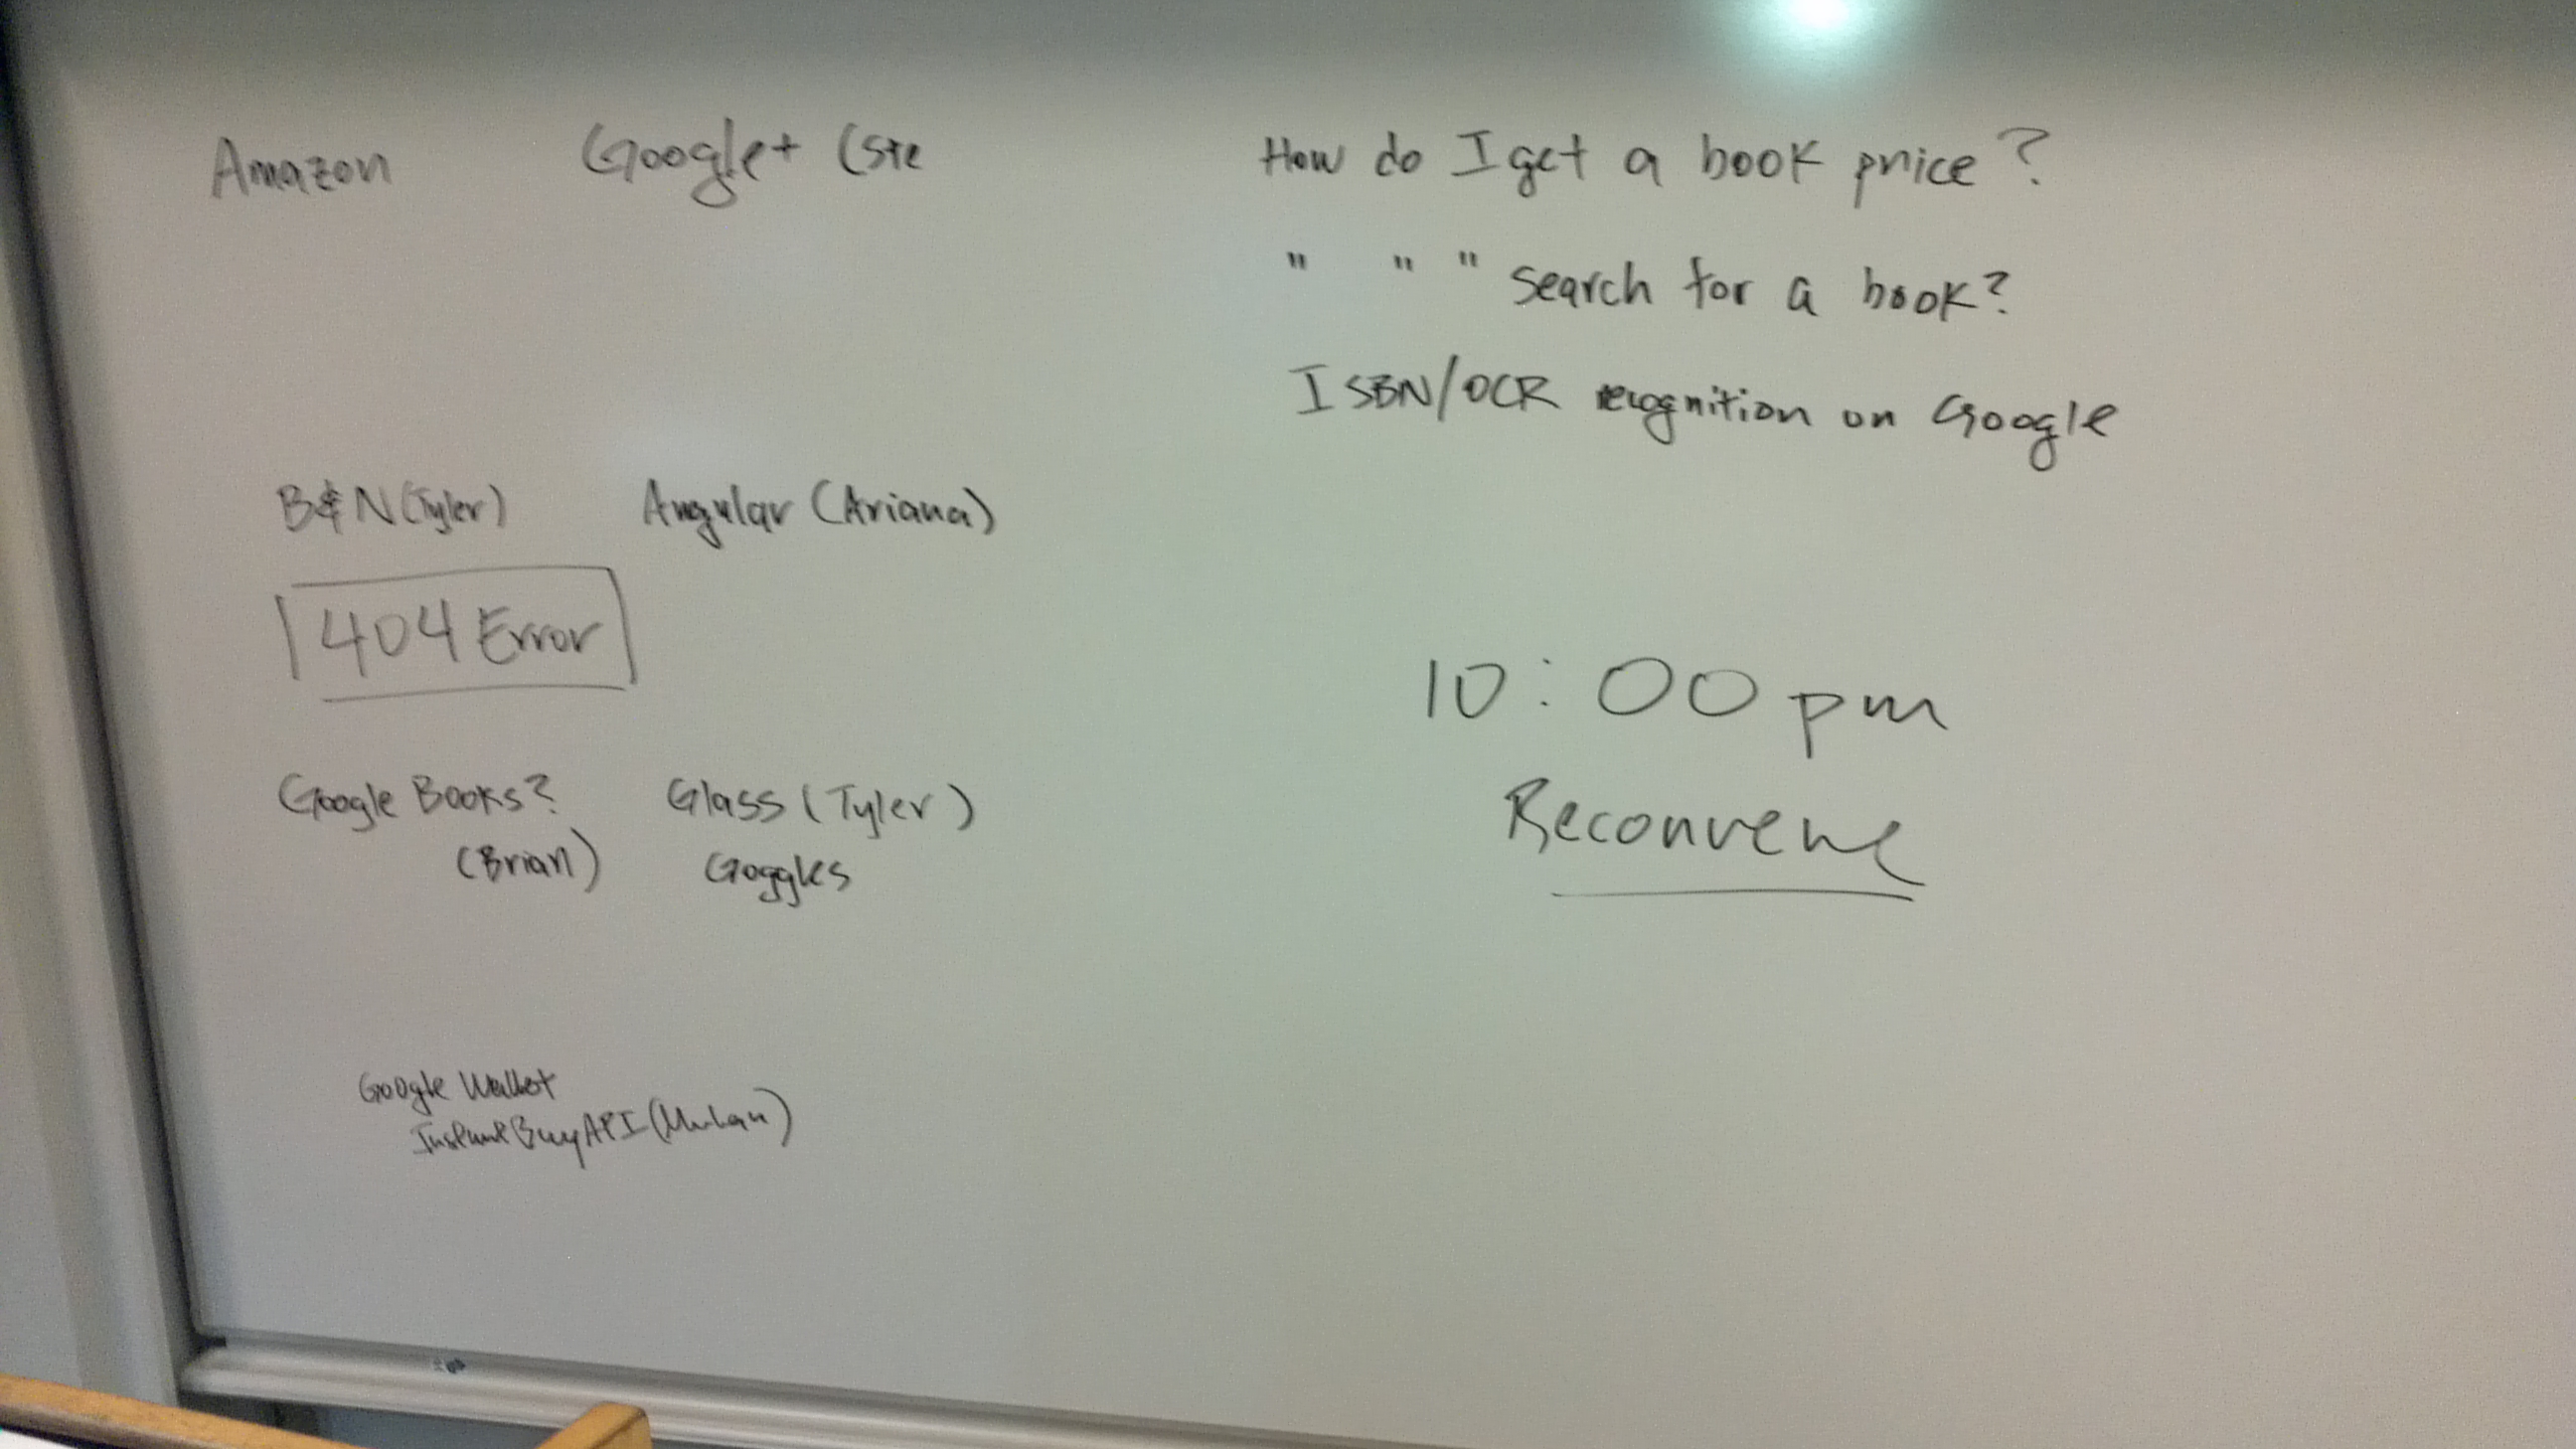 Amazon
Google+ (Ste
B&N (Tyler)
Angular (Ariana)
404 Error
Google Books?
(Brian)
Glass (Tyler)
Goggles
Google Wallet
Instant Buy API
How do I get a book price?
" " " search for a book?
ISBN/OCR recognition on Google
10:00 pm
Reconvene